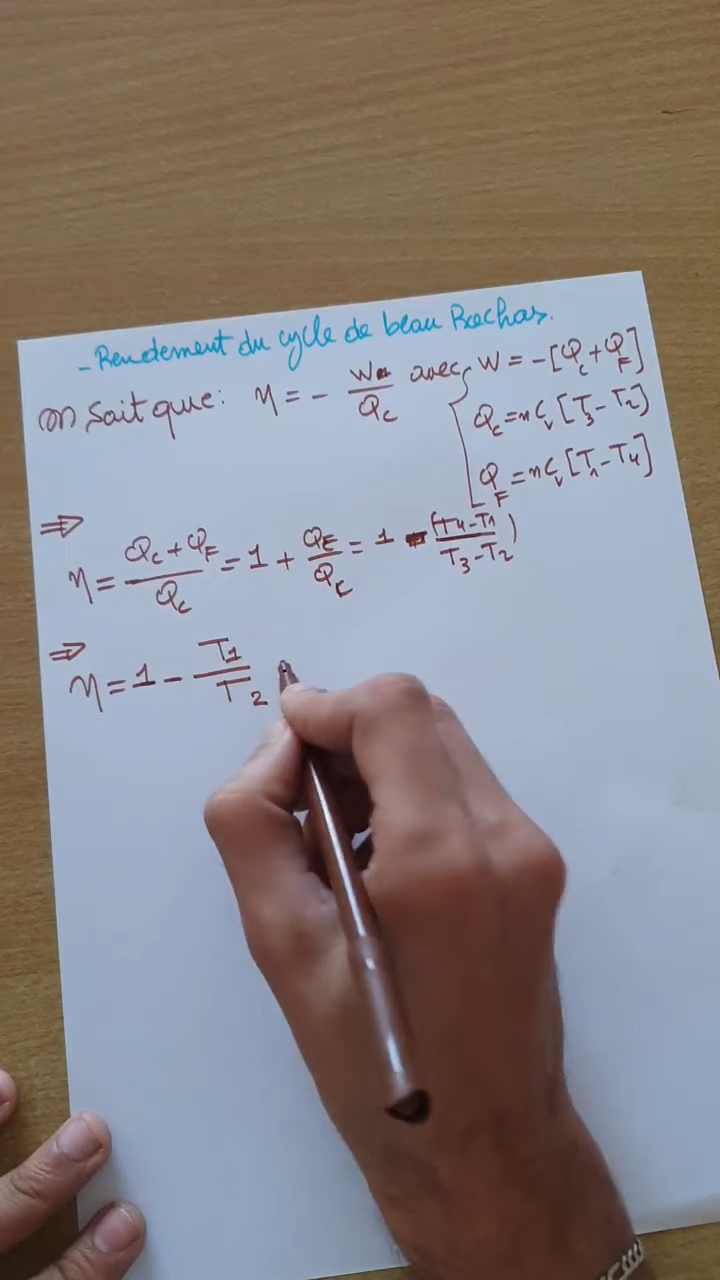 - Rendement du cycle de beau Rochas.
on Sait que: η = - W / Q_C avec { W = -[Q_C + Q_F]
Q_C = n C_v [T_3 - T_2]
Q_F = n C_v [T_1 - T_4]
⇒
η = (Q_C + Q_F) / Q_C = 1 + Q_F / Q_C = 1 - (T_4 - T_1) / (T_3 - T_2)
⇒
η = 1 - T_1 / T_2